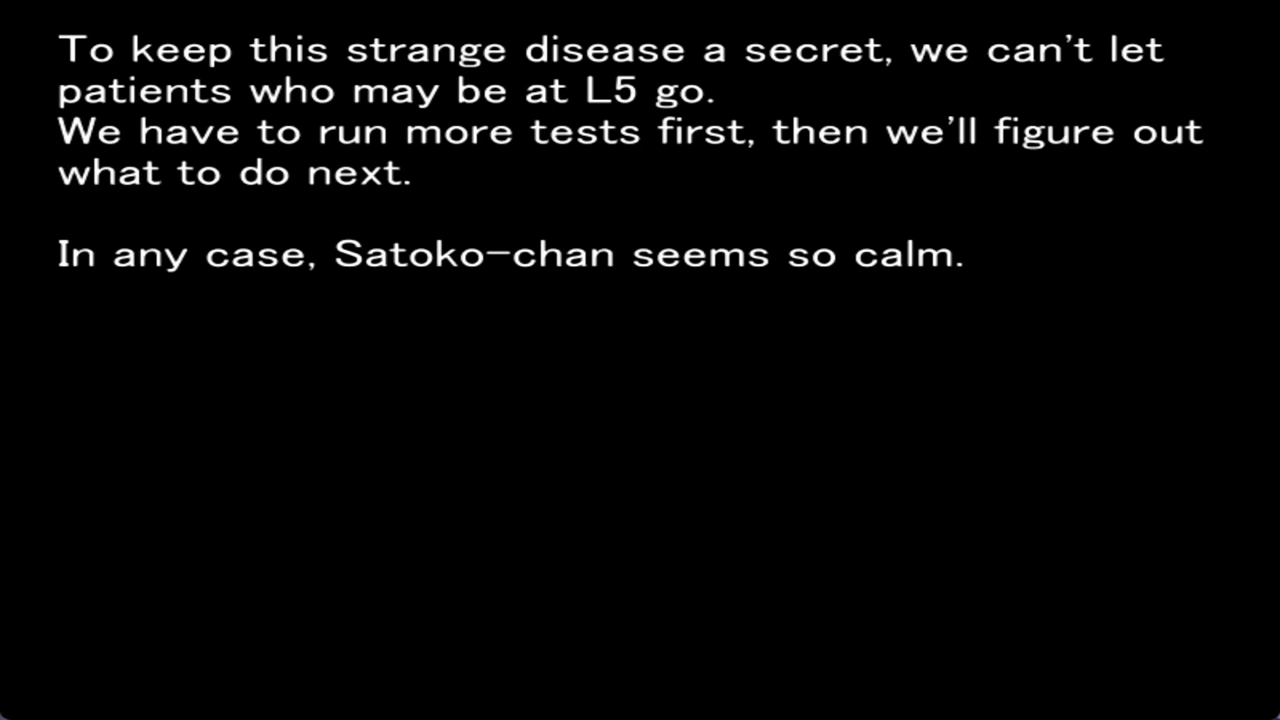 To keep this strange disease a secret, we can't let
patients who may be at L5 go.
We have to run more tests first, then we'll figure out
what to do next.
In any case, Satoko-chan seems so calm.